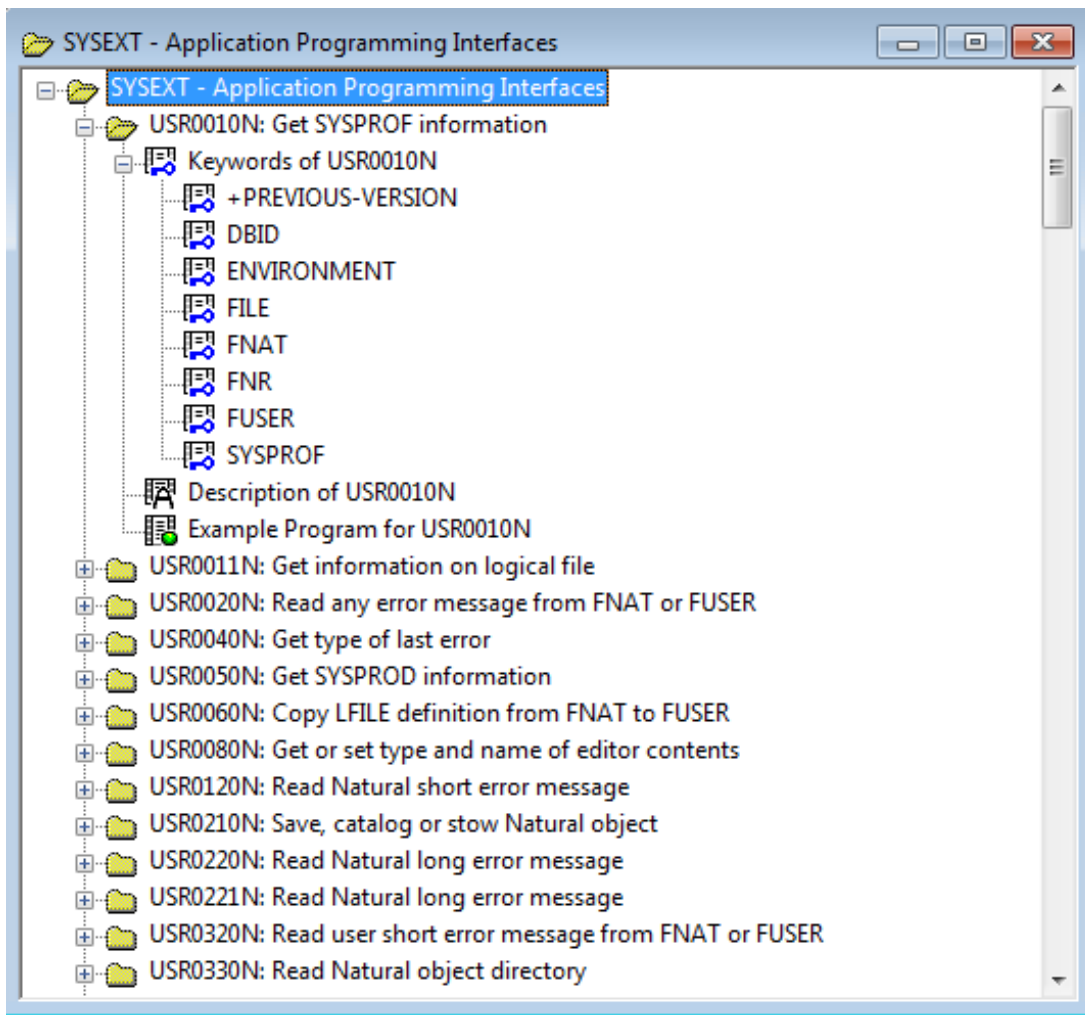 SYSEXT - Application Programming Interfaces
SYSEXT - Application Programming Interfaces
USR0010N: Get SYSPROF information
Keywords of USR0010N
+PREVIOUS-VERSION
DBID
ENVIRONMENT
FILE
FNAT
FNR
FUSER
SYSPROF
Description of USR0010N
Example Program for USR0010N
USR0011N: Get information on logical file
USR0020N: Read any error message from FNAT or FUSER
USR0040N: Get type of last error
USR0050N: Get SYSPROD information
USR0060N: Copy LFILE definition from FNAT to FUSER
USR0080N: Get or set type and name of editor contents
USR0120N: Read Natural short error message
USR0210N: Save, catalog or stow Natural object
USR0220N: Read Natural long error message
USR0221N: Read Natural long error message
USR0320N: Read user short error message from FNAT or FUSER
USR0330N: Read Natural object directory